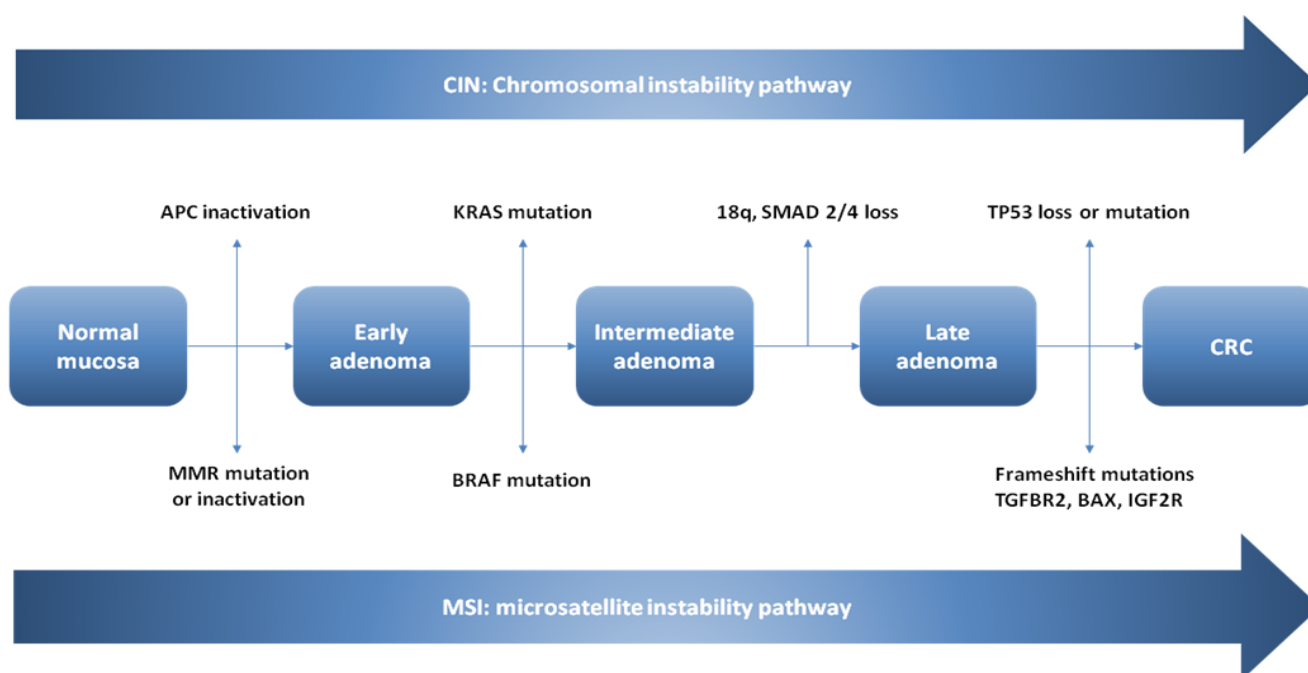 CIN: Chromosomal instability pathway
APC inactivation
KRAS mutation
18q, SMAD 2/4 loss
TP53 loss or mutation
Normal
mucosa
Early
adenoma
Intermediate
adenoma
Late
adenoma
CRC
MMR mutation
or inactivation
BRAF mutation
Frameshift mutations
TGFBR2, BAX, IGF2R
MSI: microsatellite instability pathway